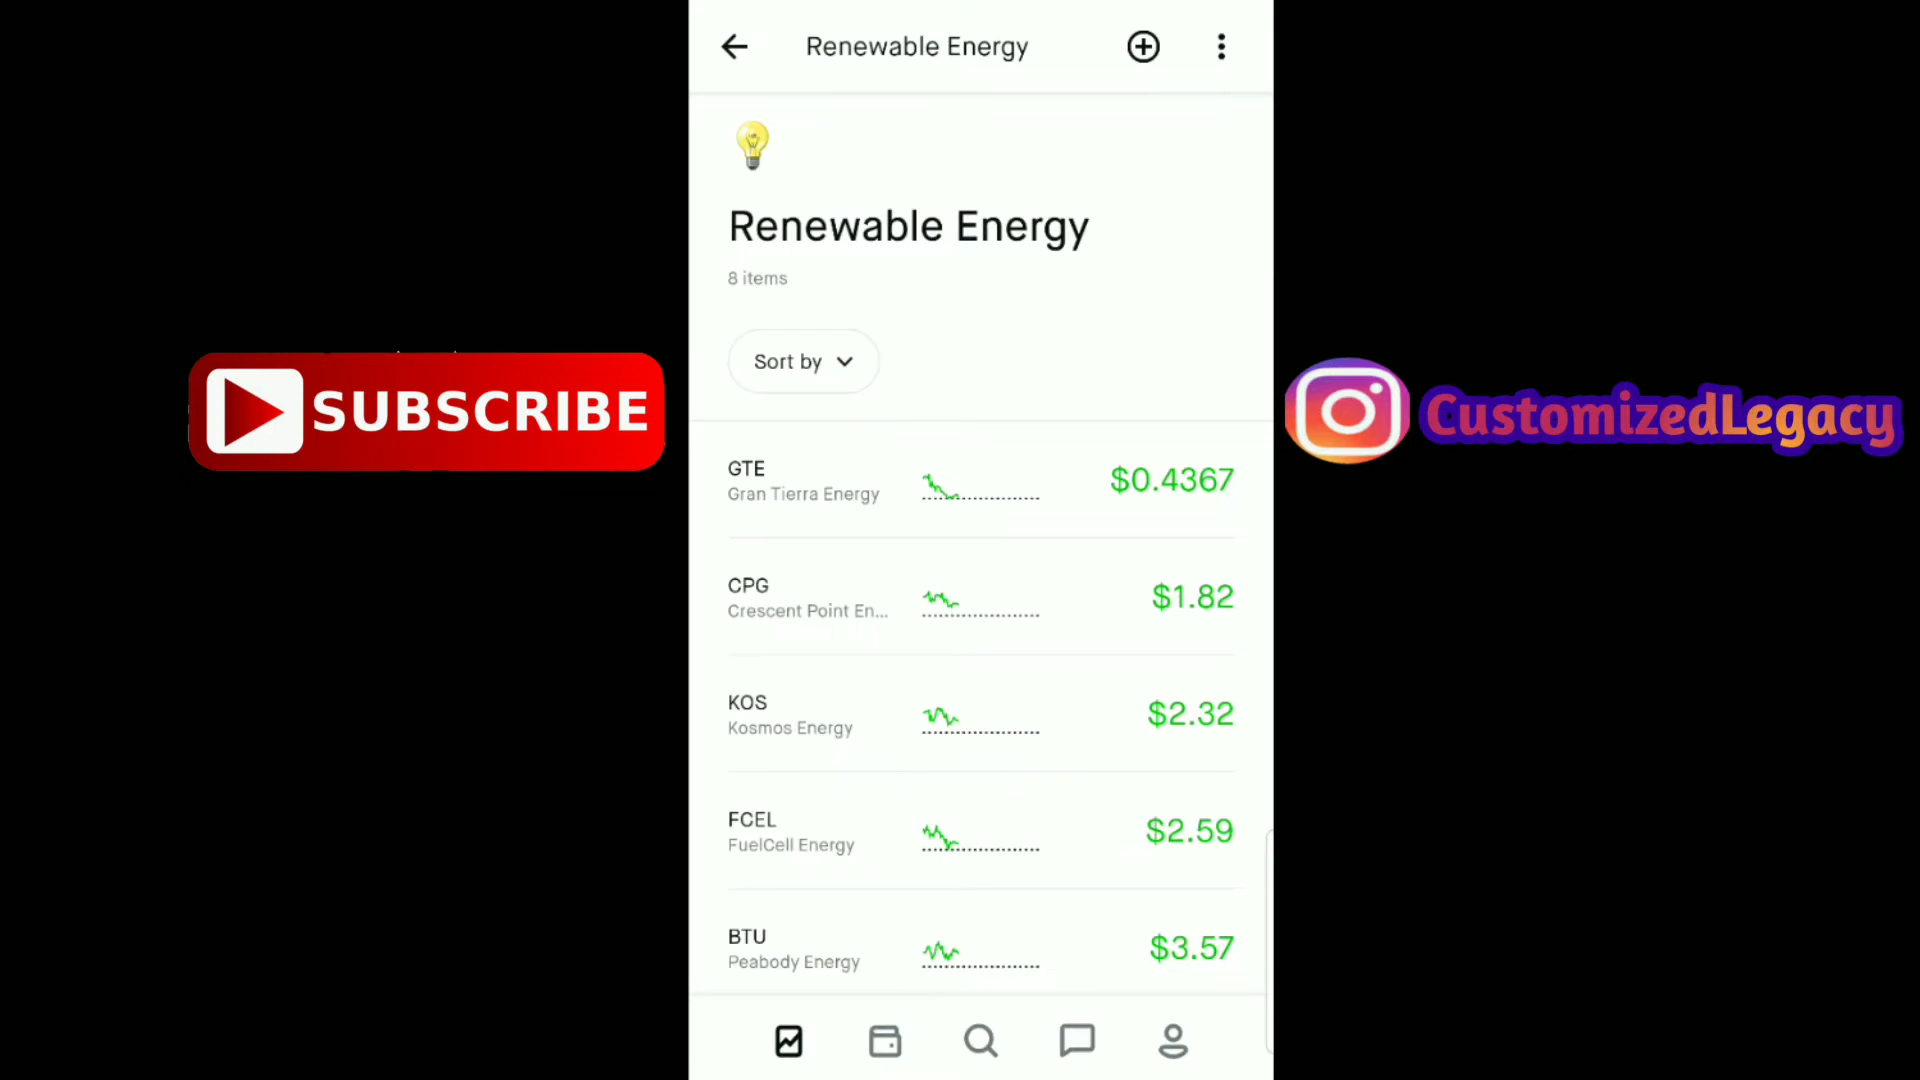 Renewable Energy
Renewable Energy
8 items
Sort by
SUBSCRIBE
CustomizedLegacy
GTE
Gran Tierra Energy
$0.4367
CPG
Crescent Point En...
$1.82
KOS
Kosmos Energy
$2.32
FCEL
FuelCell Energy
$2.59
BTU
Peabody Energy
$3.57